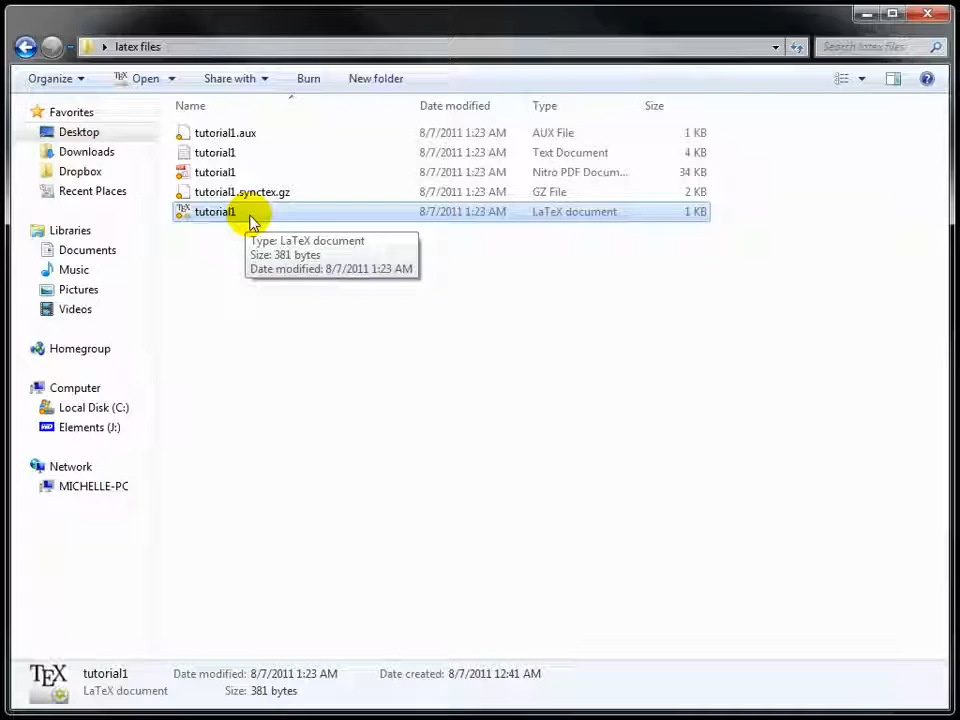 latex files
Search latex files
Organize
TEX Open
Share with
Burn
New folder
Name Date modified Type Size
Favorites
Desktop
Downloads
Dropbox
Recent Places
Libraries
Documents
Music
Pictures
Videos
Homegroup
Computer
Local Disk (C:)
Elements (J:)
Network
MICHELLE-PC
tutorial1.aux 8/7/2011 1:23 AM AUX File 1 KB
tutorial1 8/7/2011 1:23 AM Text Document 4 KB
tutorial1 8/7/2011 1:23 AM Nitro PDF Docum... 34 KB
tutorial1.synctex.gz 8/7/2011 1:23 AM GZ File 2 KB
tutorial1 8/7/2011 1:23 AM LaTeX document 1 KB
Type: LaTeX document
Size: 381 bytes
Date modified: 8/7/2011 1:23 AM
TEX
tutorial1 Date modified: 8/7/2011 1:23 AM Date created: 8/7/2011 12:41 AM
LaTeX document Size: 381 bytes